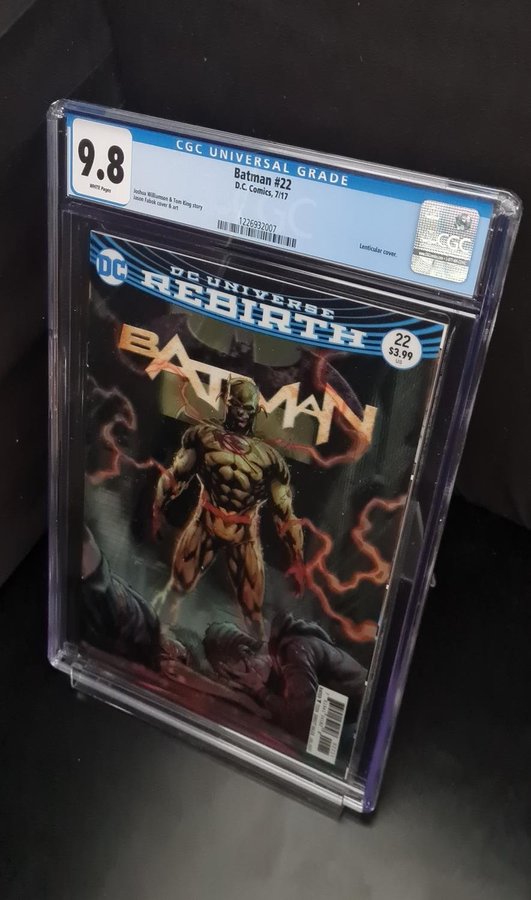 CGC UNIVERSAL GRADE
9.8
WHITE Pages
Batman #22
D.C. Comics, 7/17
Joshua Williamson & Tom King story
Jason Fabok cover & art
1226932007
Lenticular cover.
CGC
DC
DC UNIVERSE
REBIRTH
22
$3.99
US
BATMAN